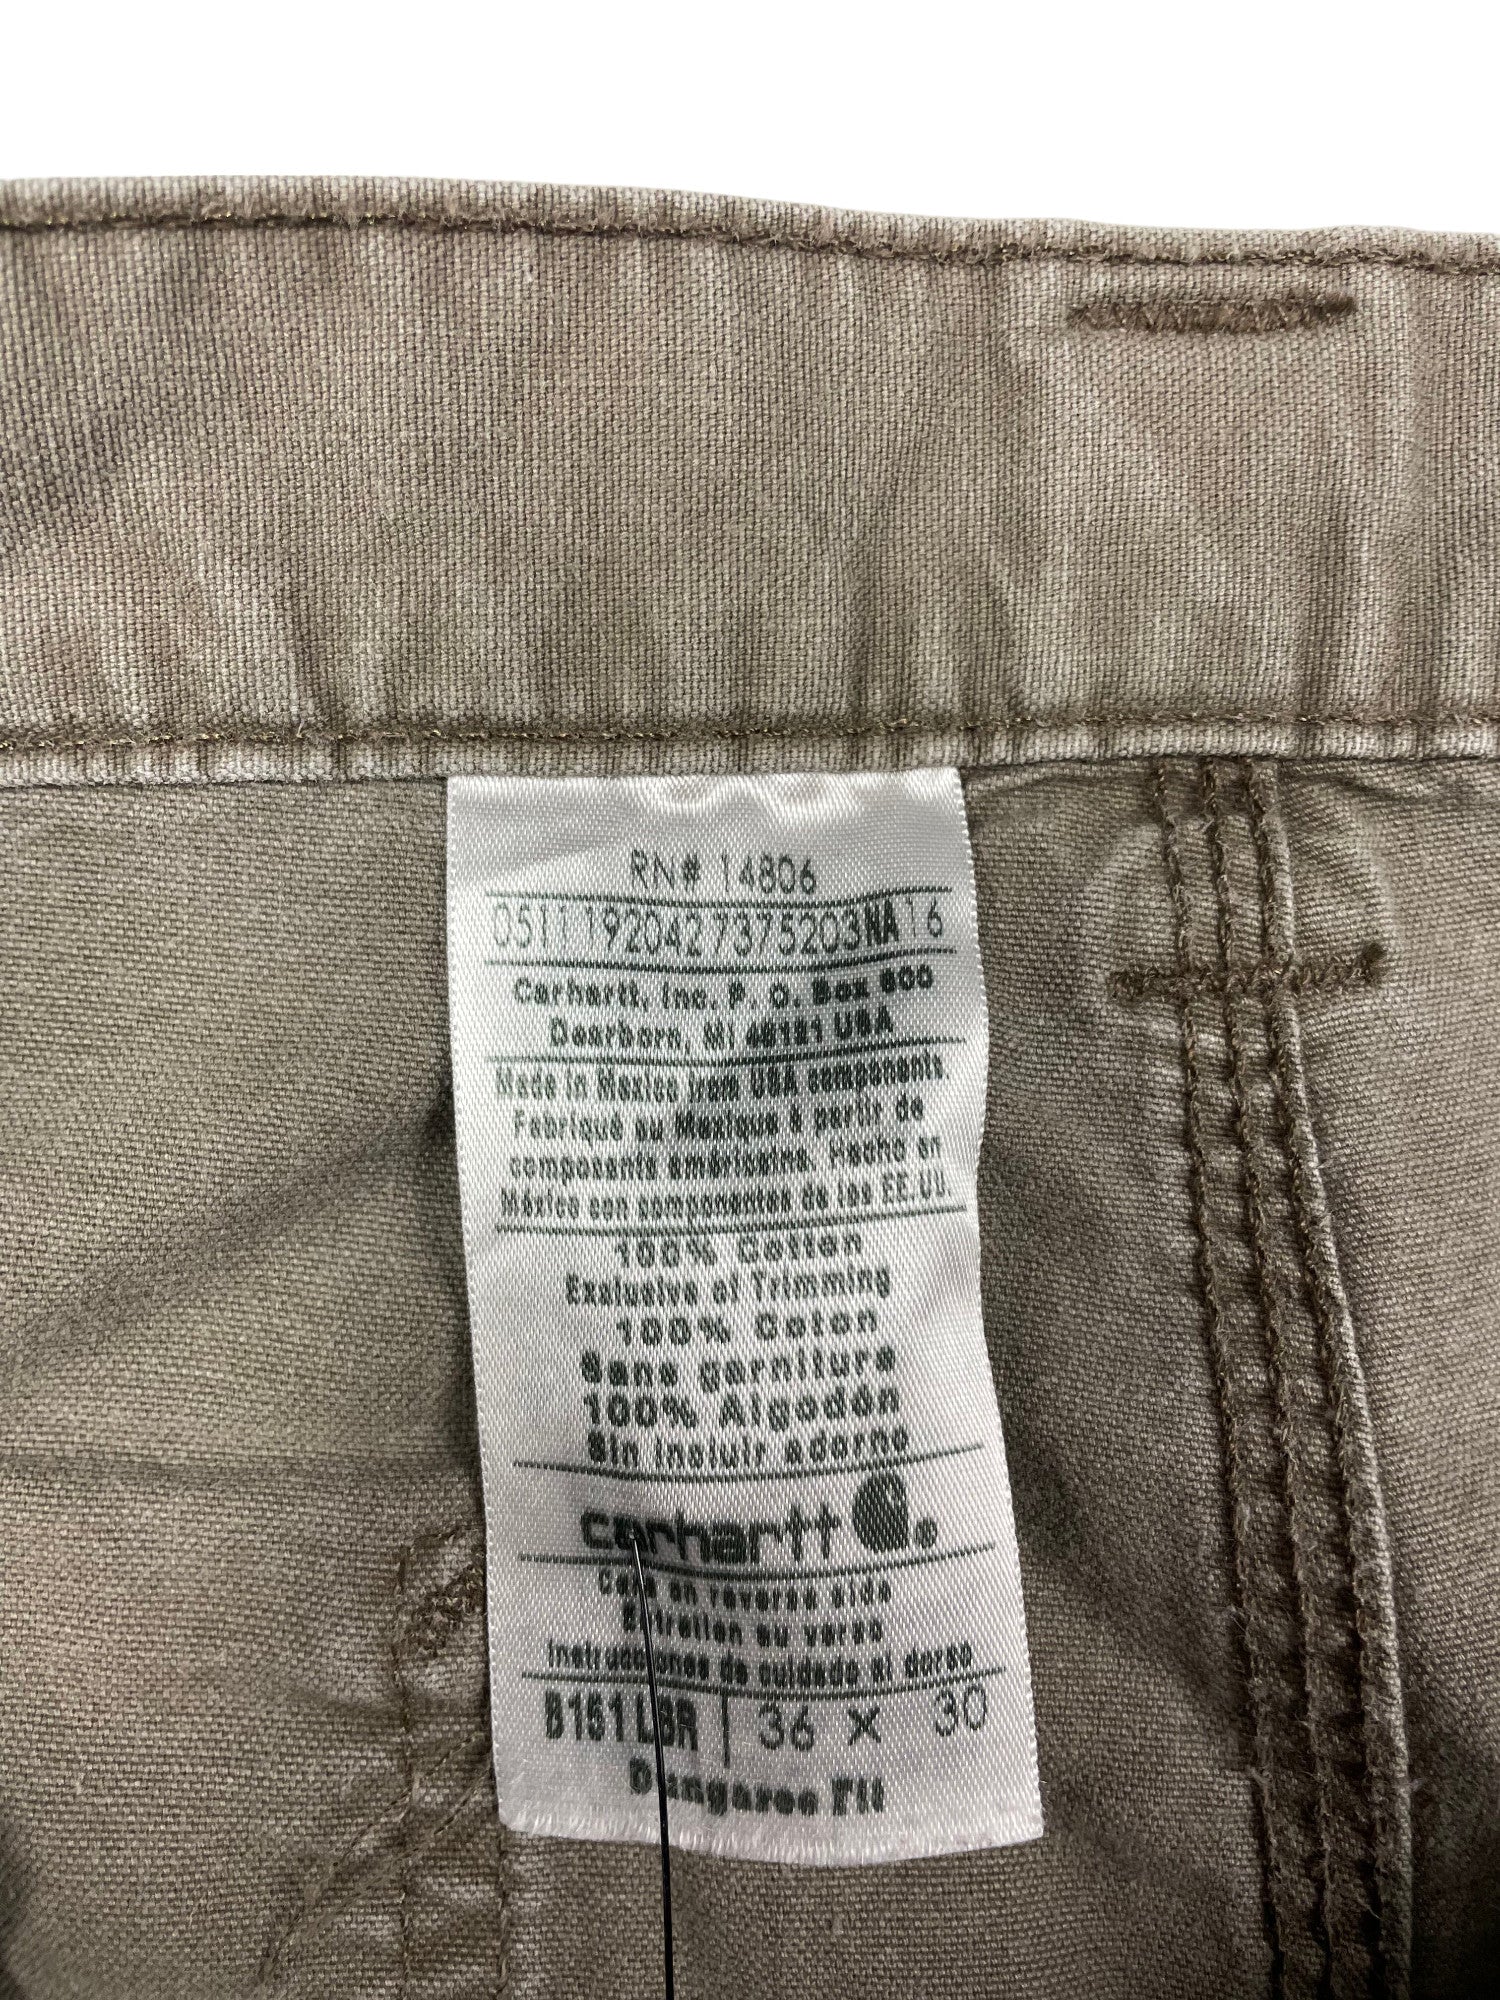 RN# 14806
0511 1920427375203NA16
Carhartt, Inc. P. O. Box 600
Dearborn, MI 48121 USA
Made in Mexico from USA components.
Fabriqué au Mexique à partir de
composants américains. Hecho en
México con componentes de los EE.UU.
100% Cotton
Exclusive of Trimming
100% Coton
Sans garniture
100% Algodón
Sin incluir adorno
carhartt
Care on reverse side
Entretien au verso
Instrucciones de cuidado al dorso
B151 LBR | 36 X 30
Dungaree Fit